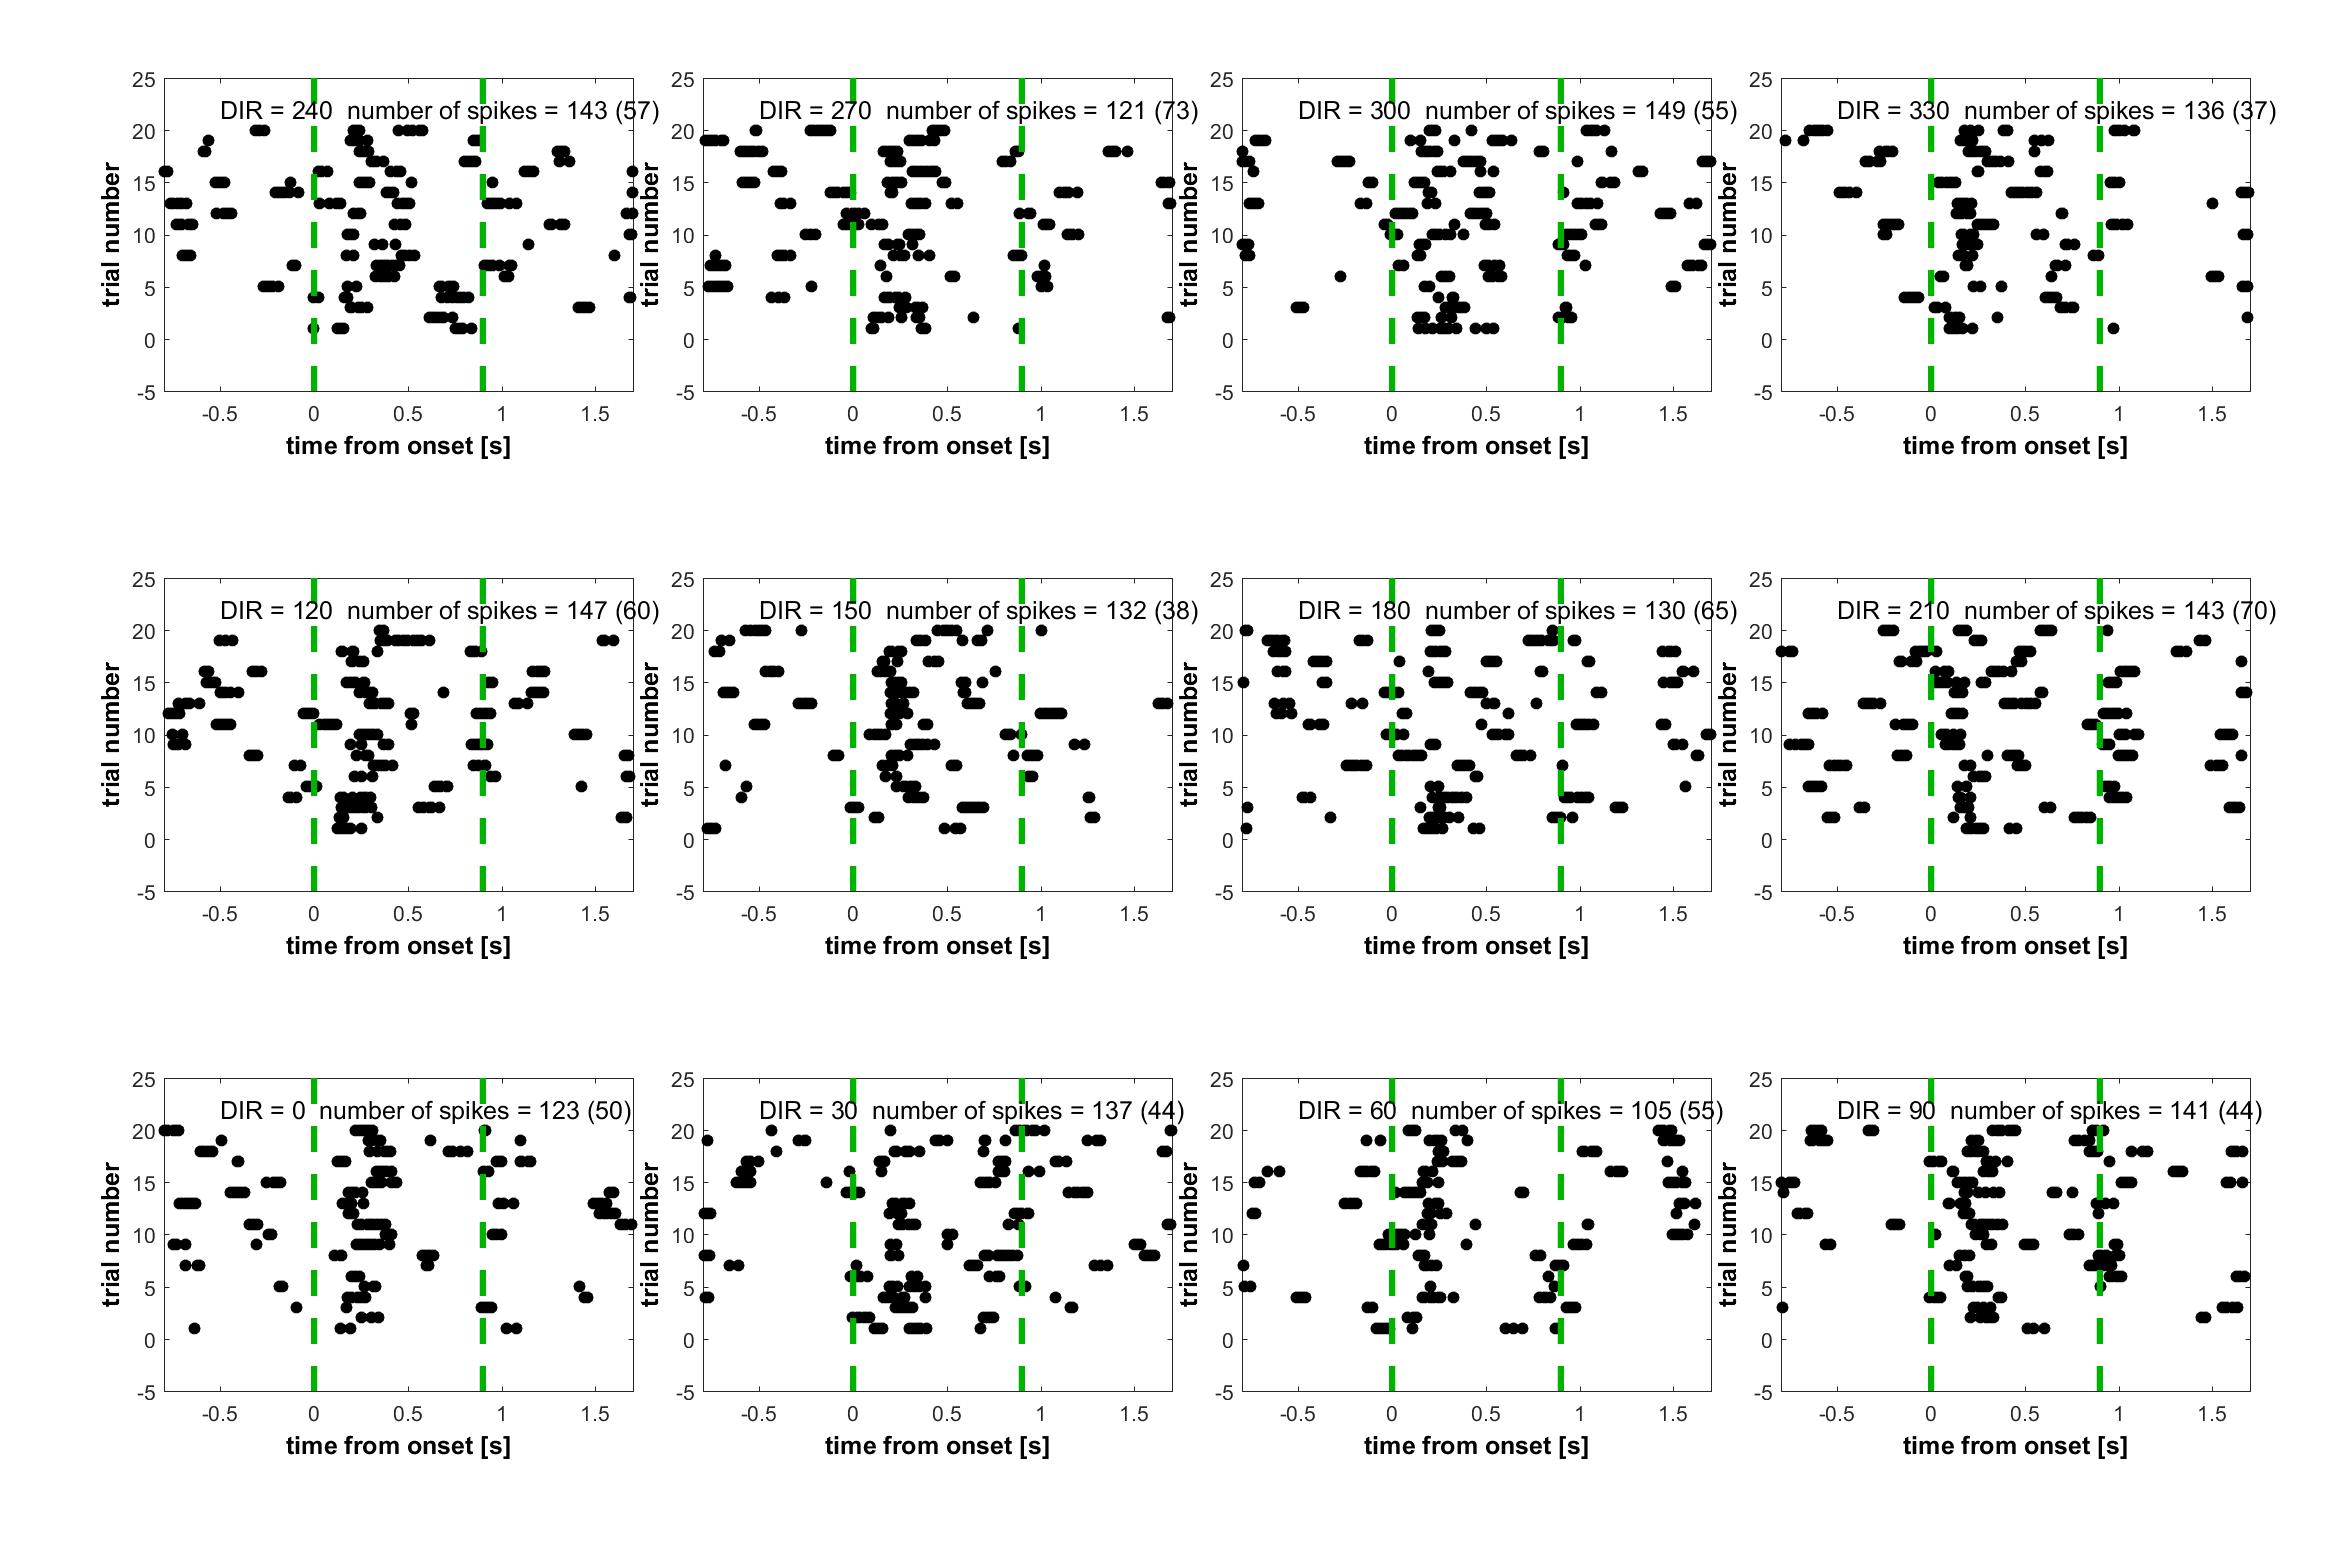 DIR = 240  number of spikes = 143 (57)
25
20
15
10
5
0
-5
trial number
-0.5 0 0.5 1 1.5
time from onset [s]
DIR = 270  number of spikes = 121 (73)
25
20
15
10
5
0
-5
trial number
-0.5 0 0.5 1 1.5
time from onset [s]
DIR = 300  number of spikes = 149 (55)
25
20
15
10
5
0
-5
trial number
-0.5 0 0.5 1 1.5
time from onset [s]
DIR = 330  number of spikes = 136 (37)
25
20
15
10
5
0
-5
trial number
-0.5 0 0.5 1 1.5
time from onset [s]
DIR = 120  number of spikes = 147 (60)
25
20
15
10
5
0
-5
trial number
-0.5 0 0.5 1 1.5
time from onset [s]
DIR = 150  number of spikes = 132 (38)
25
20
15
10
5
0
-5
trial number
-0.5 0 0.5 1 1.5
time from onset [s]
DIR = 180  number of spikes = 130 (65)
25
20
15
10
5
0
-5
trial number
-0.5 0 0.5 1 1.5
time from onset [s]
DIR = 210  number of spikes = 143 (70)
25
20
15
10
5
0
-5
trial number
-0.5 0 0.5 1 1.5
time from onset [s]
DIR = 0  number of spikes = 123 (50)
25
20
15
10
5
0
-5
trial number
-0.5 0 0.5 1 1.5
time from onset [s]
DIR = 30  number of spikes = 137 (44)
25
20
15
10
5
0
-5
trial number
-0.5 0 0.5 1 1.5
time from onset [s]
DIR = 60  number of spikes = 105 (55)
25
20
15
10
5
0
-5
trial number
-0.5 0 0.5 1 1.5
time from onset [s]
DIR = 90  number of spikes = 141 (44)
25
20
15
10
5
0
-5
trial number
-0.5 0 0.5 1 1.5
time from onset [s]